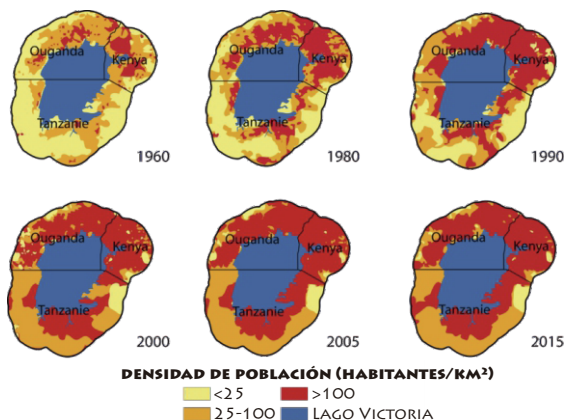 Ouganda
Kenya
Tanzanie
1960
Ouganda
Kenya
Tanzanie
1980
Ouganda
Kenya
Tanzanie
1990
Ouganda
Kenya
Tanzanie
2000
Ouganda
Kenya
Tanzanie
2005
Ouganda
Kenya
Tanzanie
2015
DENSIDAD DE POBLACIÓN (HABITANTES/KM²)
<25 >100
25-100 LAGO VICTORIA